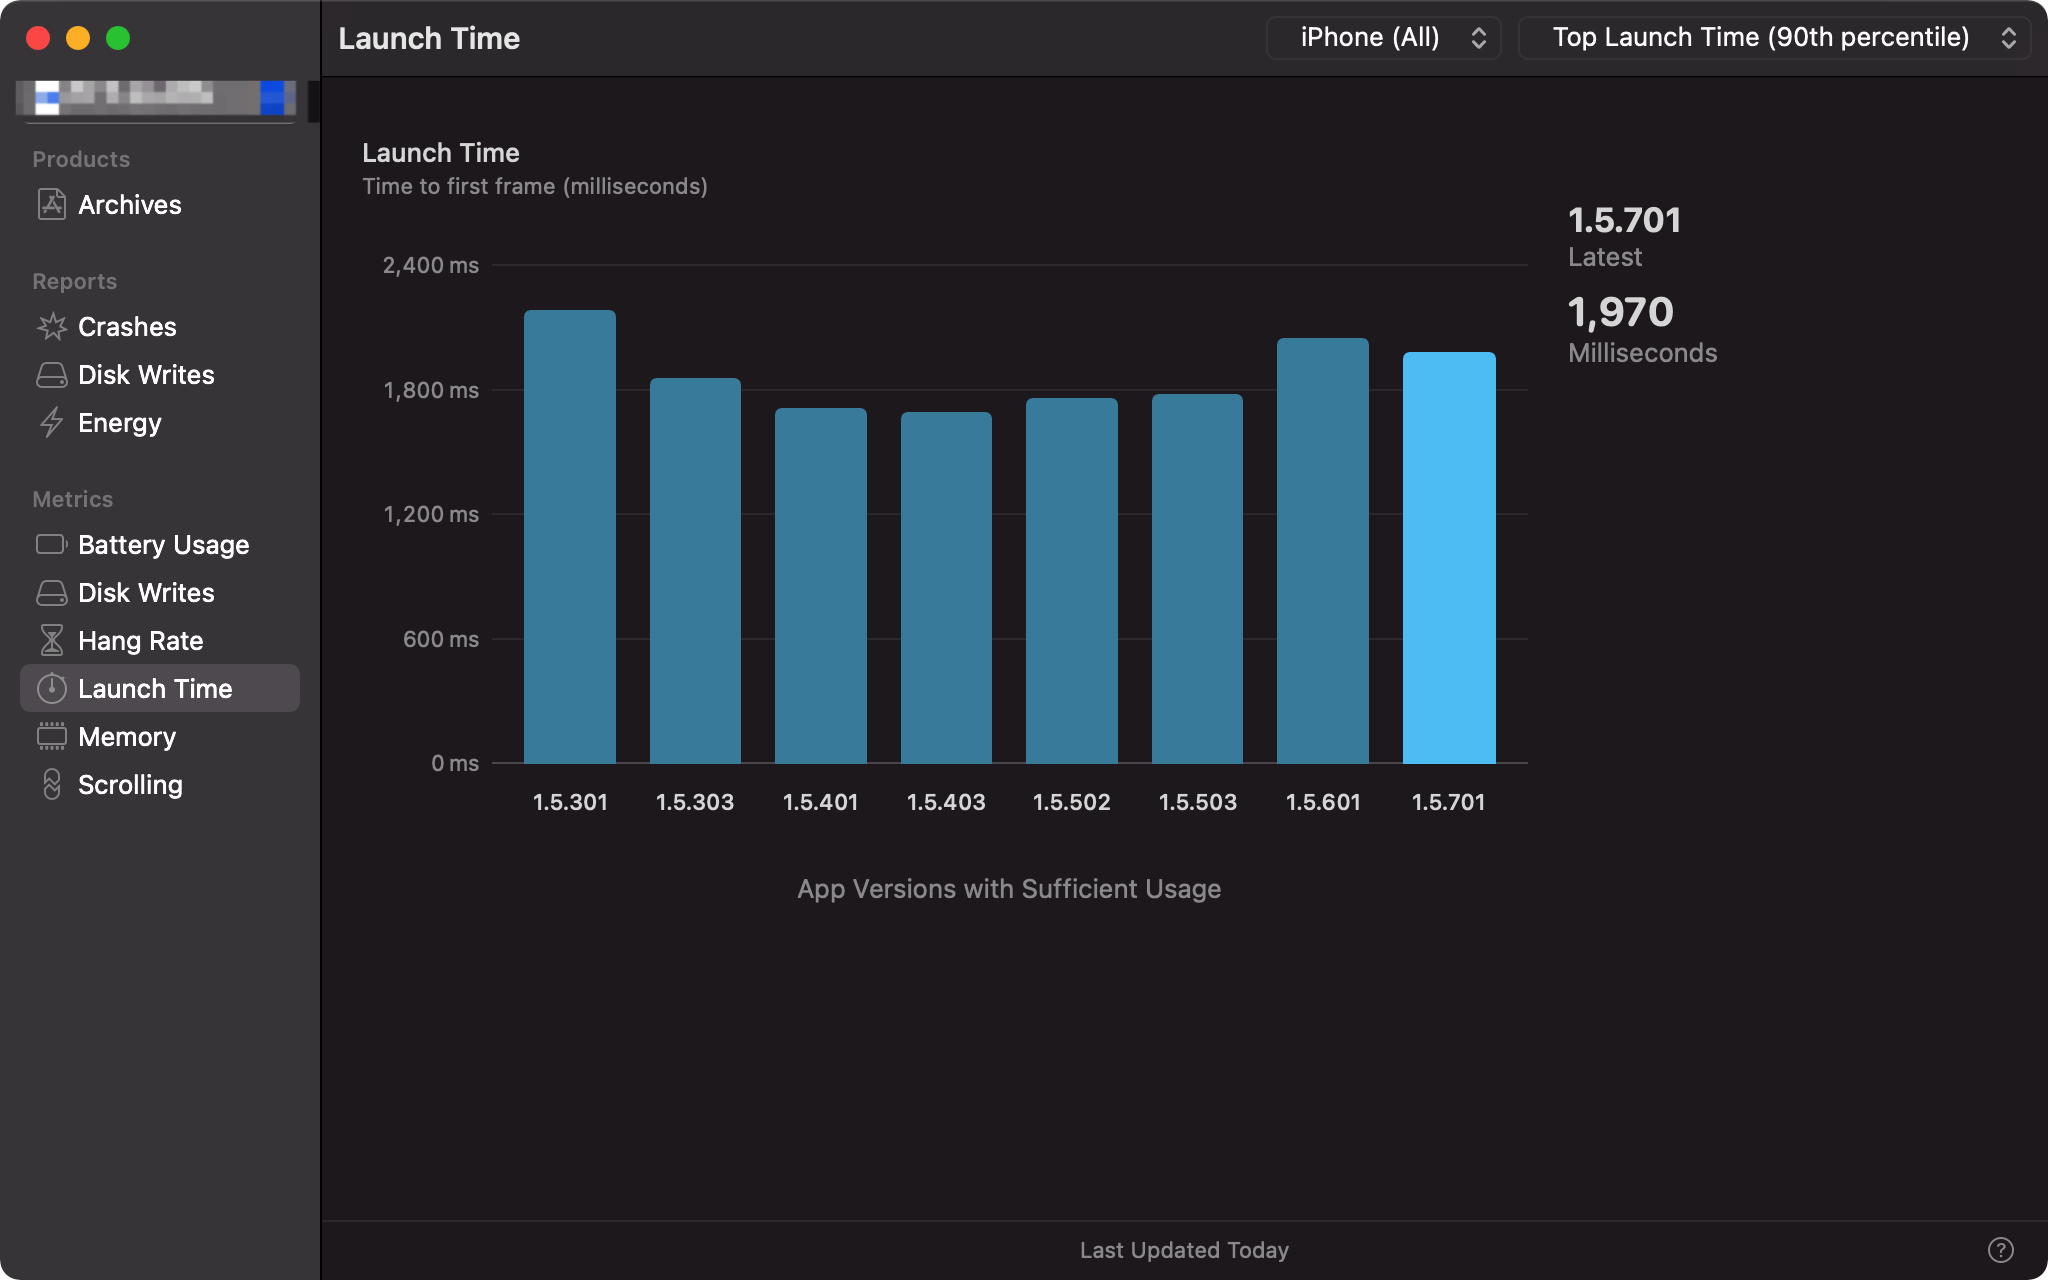 Launch Time
iPhone (All)
Top Launch Time (90th percentile)
Products
Archives
Reports
Crashes
Disk Writes
Energy
Metrics
Battery Usage
Disk Writes
Hang Rate
Launch Time
Memory
Scrolling
Launch Time
Time to first frame (milliseconds)
2,400 ms
1,800 ms
1,200 ms
600 ms
0 ms
1.5.301 1.5.303 1.5.401 1.5.403 1.5.502 1.5.503 1.5.601 1.5.701
App Versions with Sufficient Usage
1.5.701
Latest
1,970
Milliseconds
Last Updated Today
?